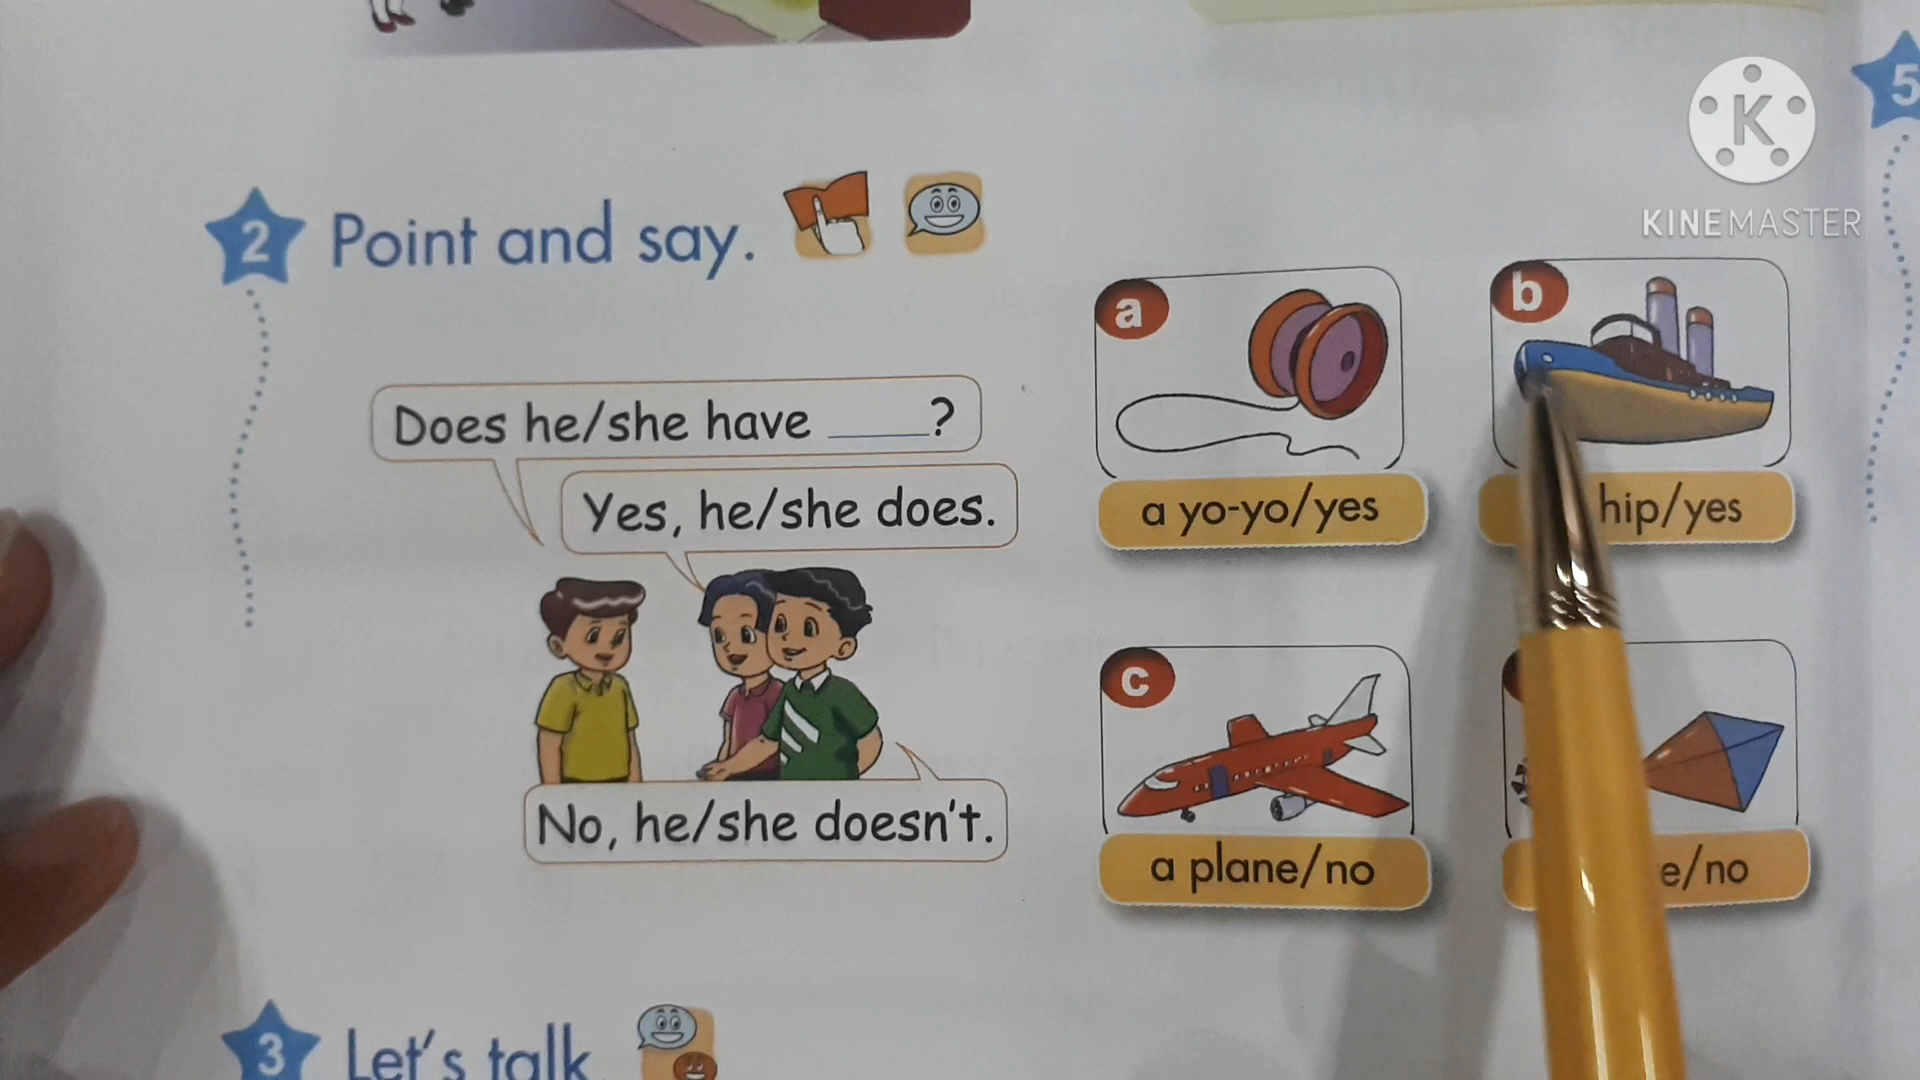 2 Point and say.
Does he/she have ____?
Yes, he/she does.
No, he/she doesn't.
a
a yo-yo/yes
b
hip/yes
c
a plane/no
e/no
3 Let's talk
5
K
KINEMASTER